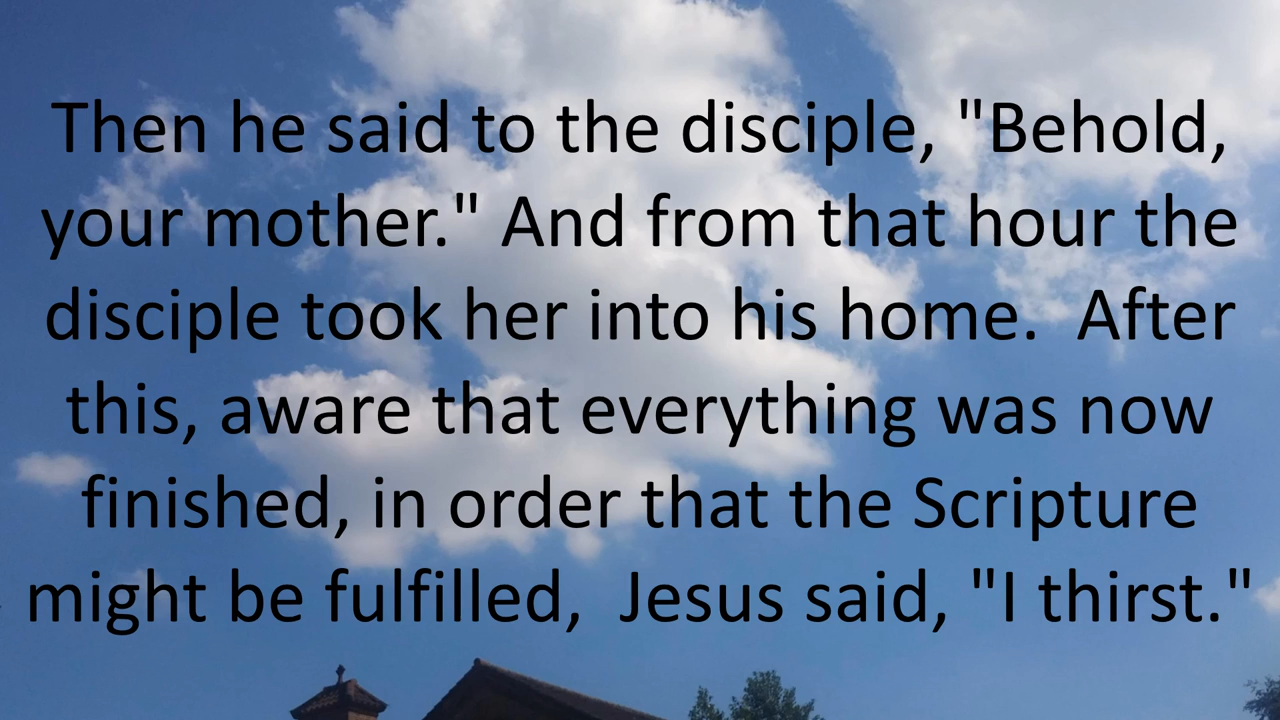 Then he said to the disciple, "Behold,
your mother." And from that hour the
disciple took her into his home.  After
this, aware that everything was now
finished, in order that the Scripture
might be fulfilled,  Jesus said, "I thirst."